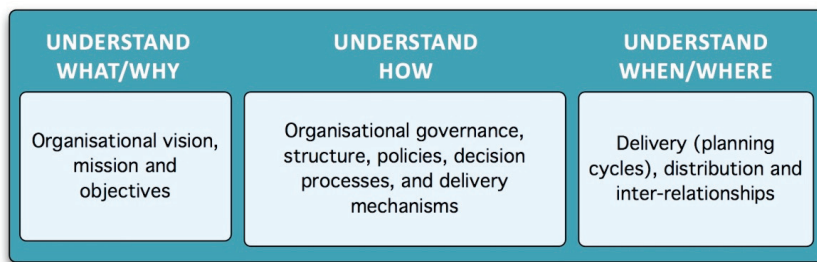 UNDERSTAND
WHAT/WHY
Organisational vision,
mission and
objectives
UNDERSTAND
HOW
Organisational governance,
structure, policies, decision
processes, and delivery
mechanisms
UNDERSTAND
WHEN/WHERE
Delivery (planning
cycles), distribution and
inter-relationships